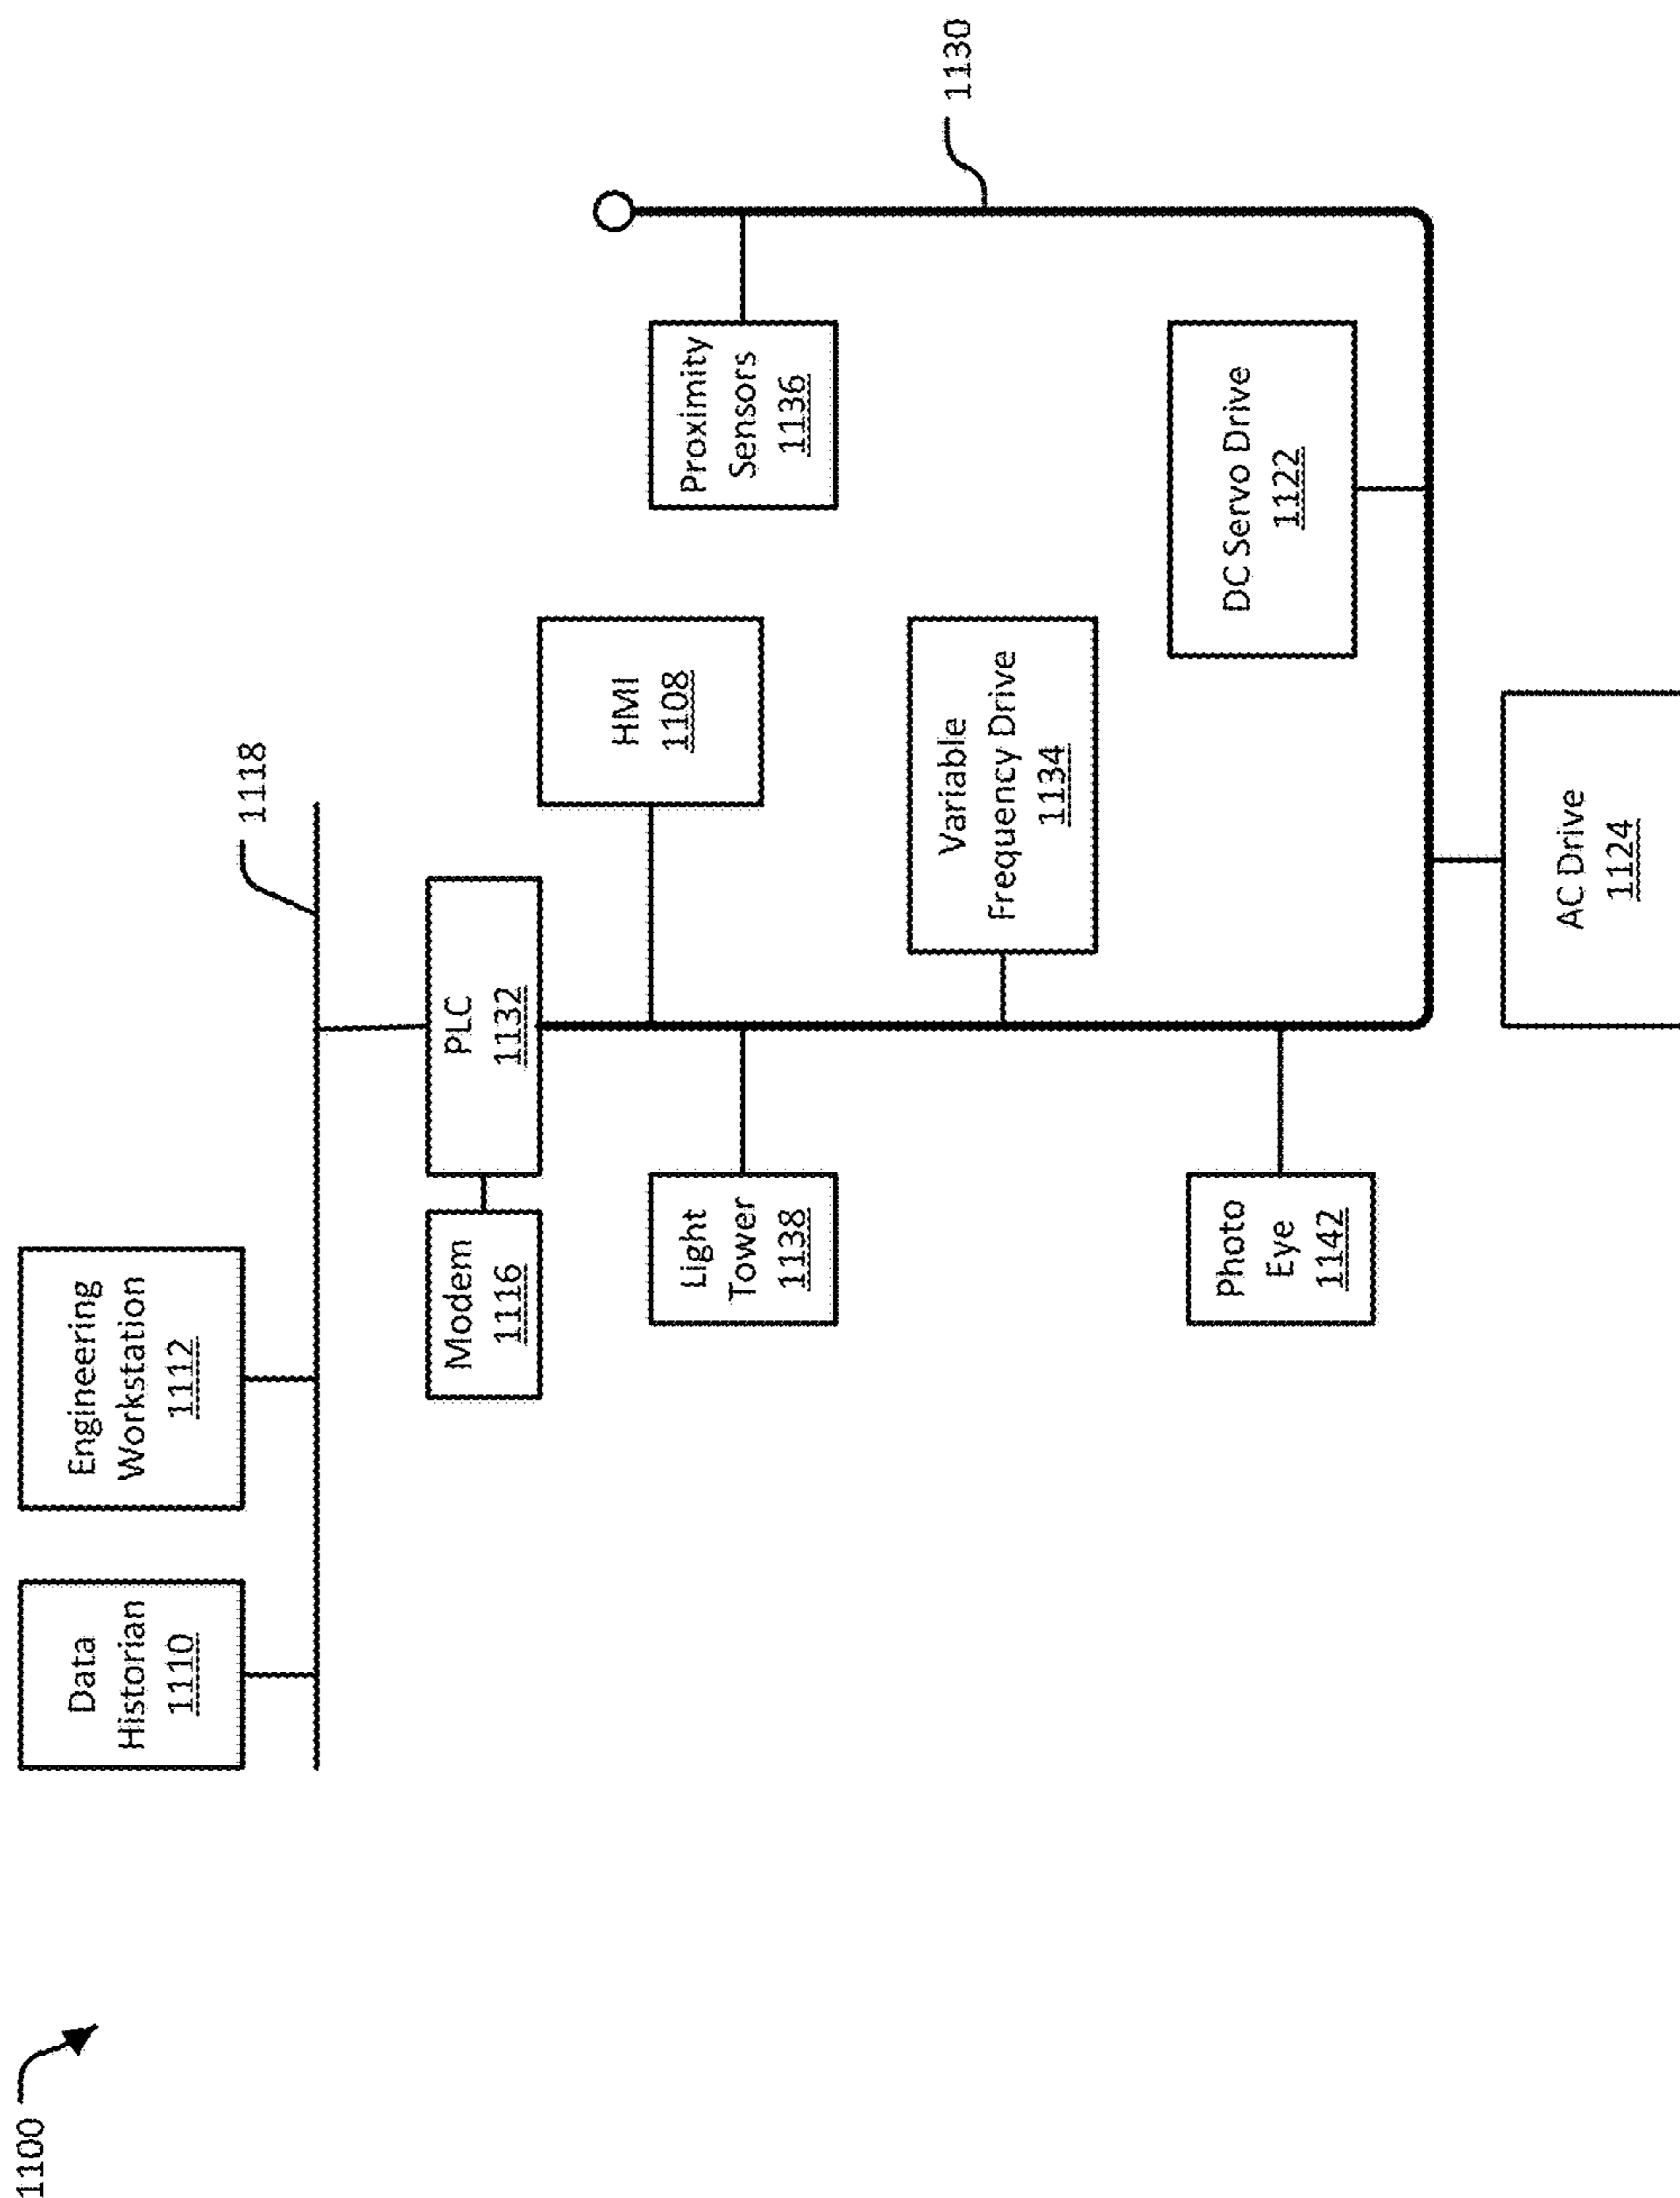 1100
Data
Historian
1110
Engineering
Workstation
1112
1118
Modem
1116
PLC
1132
HMI
1108
Light
Tower
1138
Proximity
Sensors
1136
1130
Variable
Frequency Drive
1134
Photo
Eye
1142
DC Servo Drive
1122
AC Drive
1124